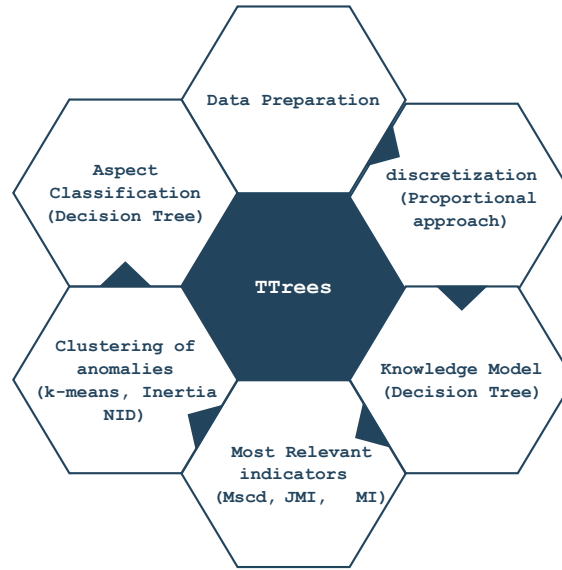 Data Preparation
discretization
(Proportional
approach)
Knowledge Model
(Decision Tree)
Most Relevant
indicators
(Mscd, JMI, MI)
Clustering of
anomalies
(k-means, Inertia
NID)
Aspect
Classification
(Decision Tree)
TTrees